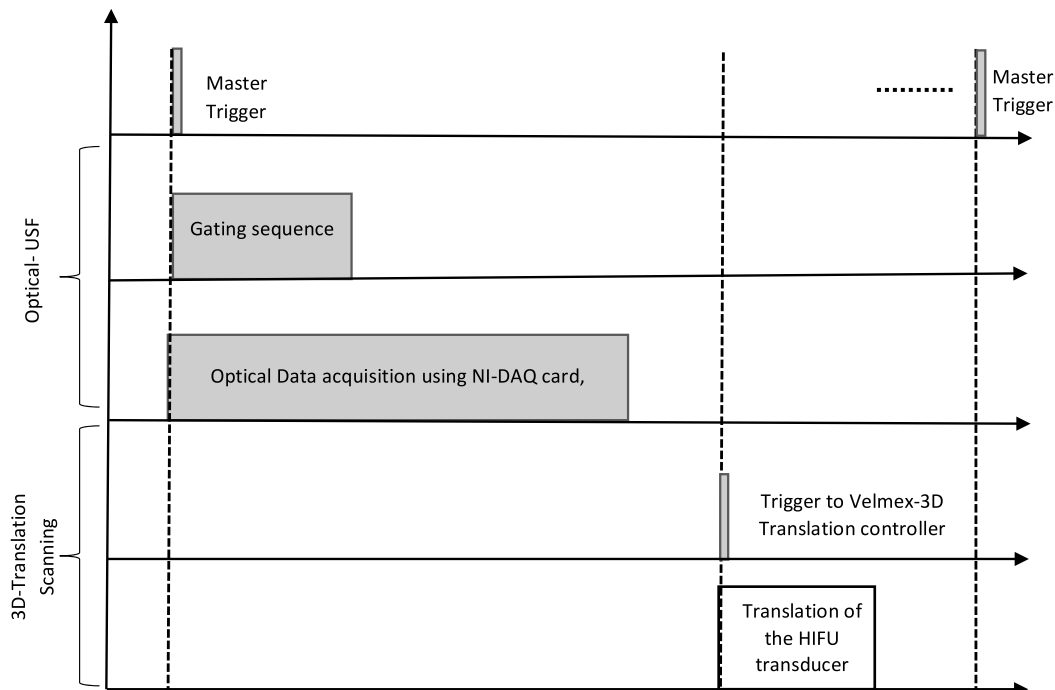 Master
Trigger
Master
Trigger
Optical- USF
Gating sequence
Optical Data acquisition using NI-DAQ card,
3D-Translation
Scanning
Trigger to Velmex-3D
Translation controller
Translation of
the HIFU
transducer